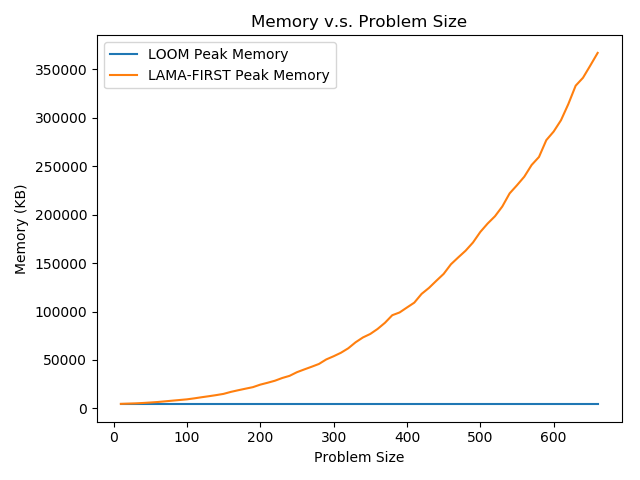 Memory v.s. Problem Size
LOOM Peak Memory
LAMA-FIRST Peak Memory
350000
300000
250000
200000
150000
100000
50000
0
Memory (KB)
0 100 200 300 400 500 600
Problem Size